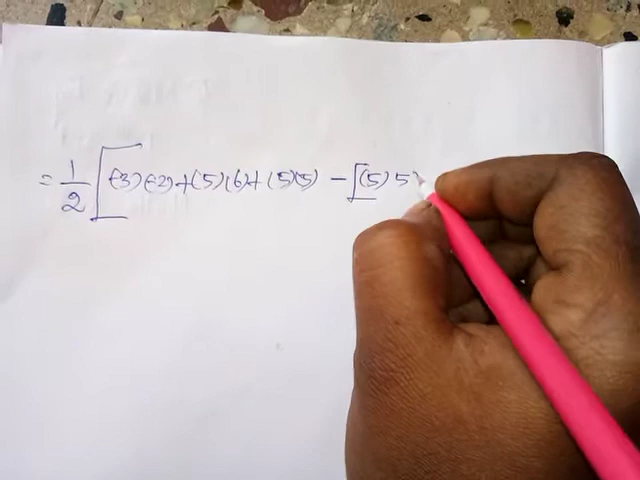 = 1/2 [(-3)(-2)+(5)(6)+(5)(5) - [(5) 5)